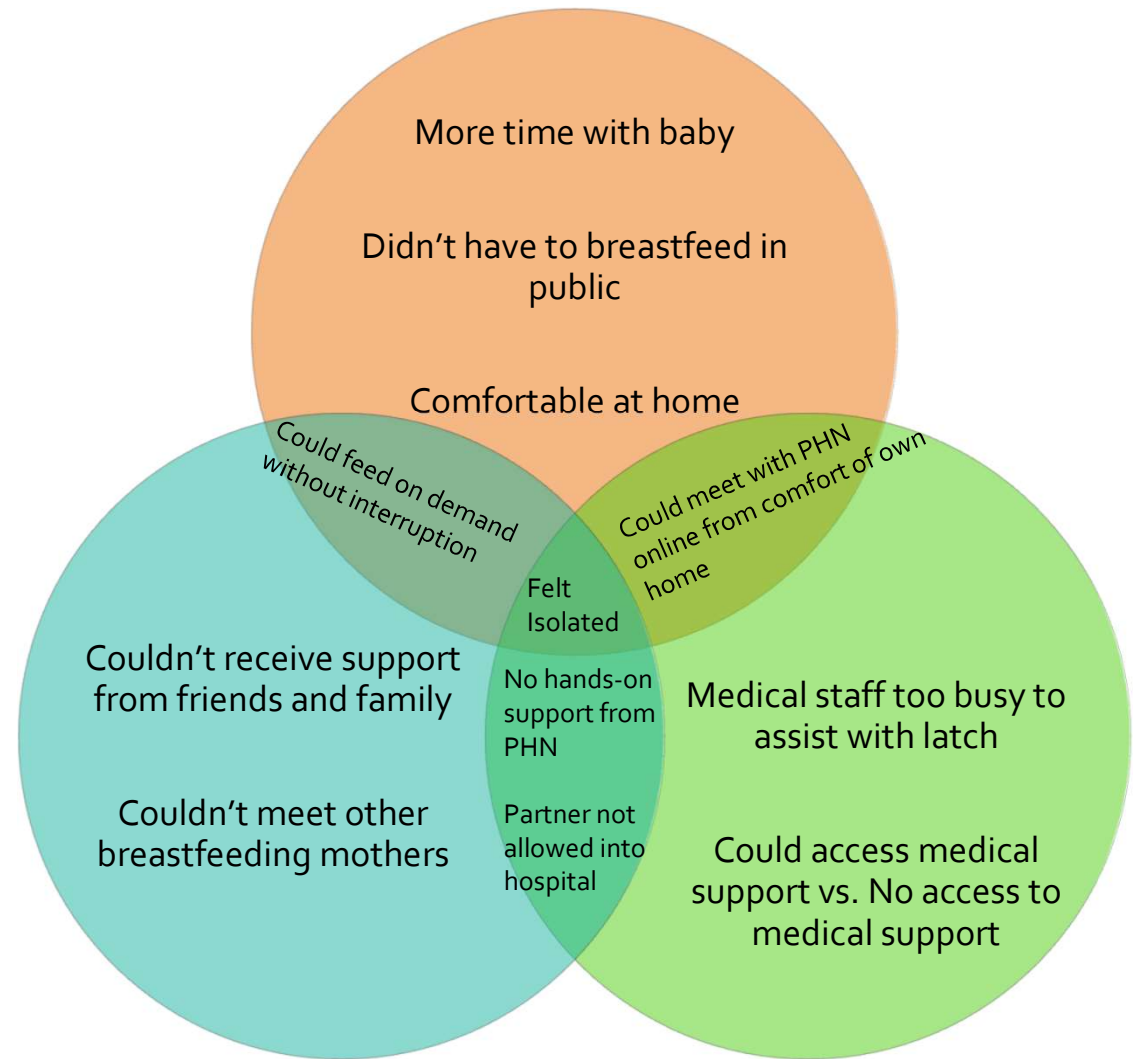 More time with baby
Didn't have to breastfeed in
public
Comfortable at home
Could feed on demand
without interruption
Could meet with PHN
online from comfort of own
home
Felt
Isolated
No hands-on
support from
PHN
Partner not
allowed into
hospital
Couldn't receive support
from friends and family
Couldn't meet other
breastfeeding mothers
Medical staff too busy to
assist with latch
Could access medical
support vs. No access to
medical support